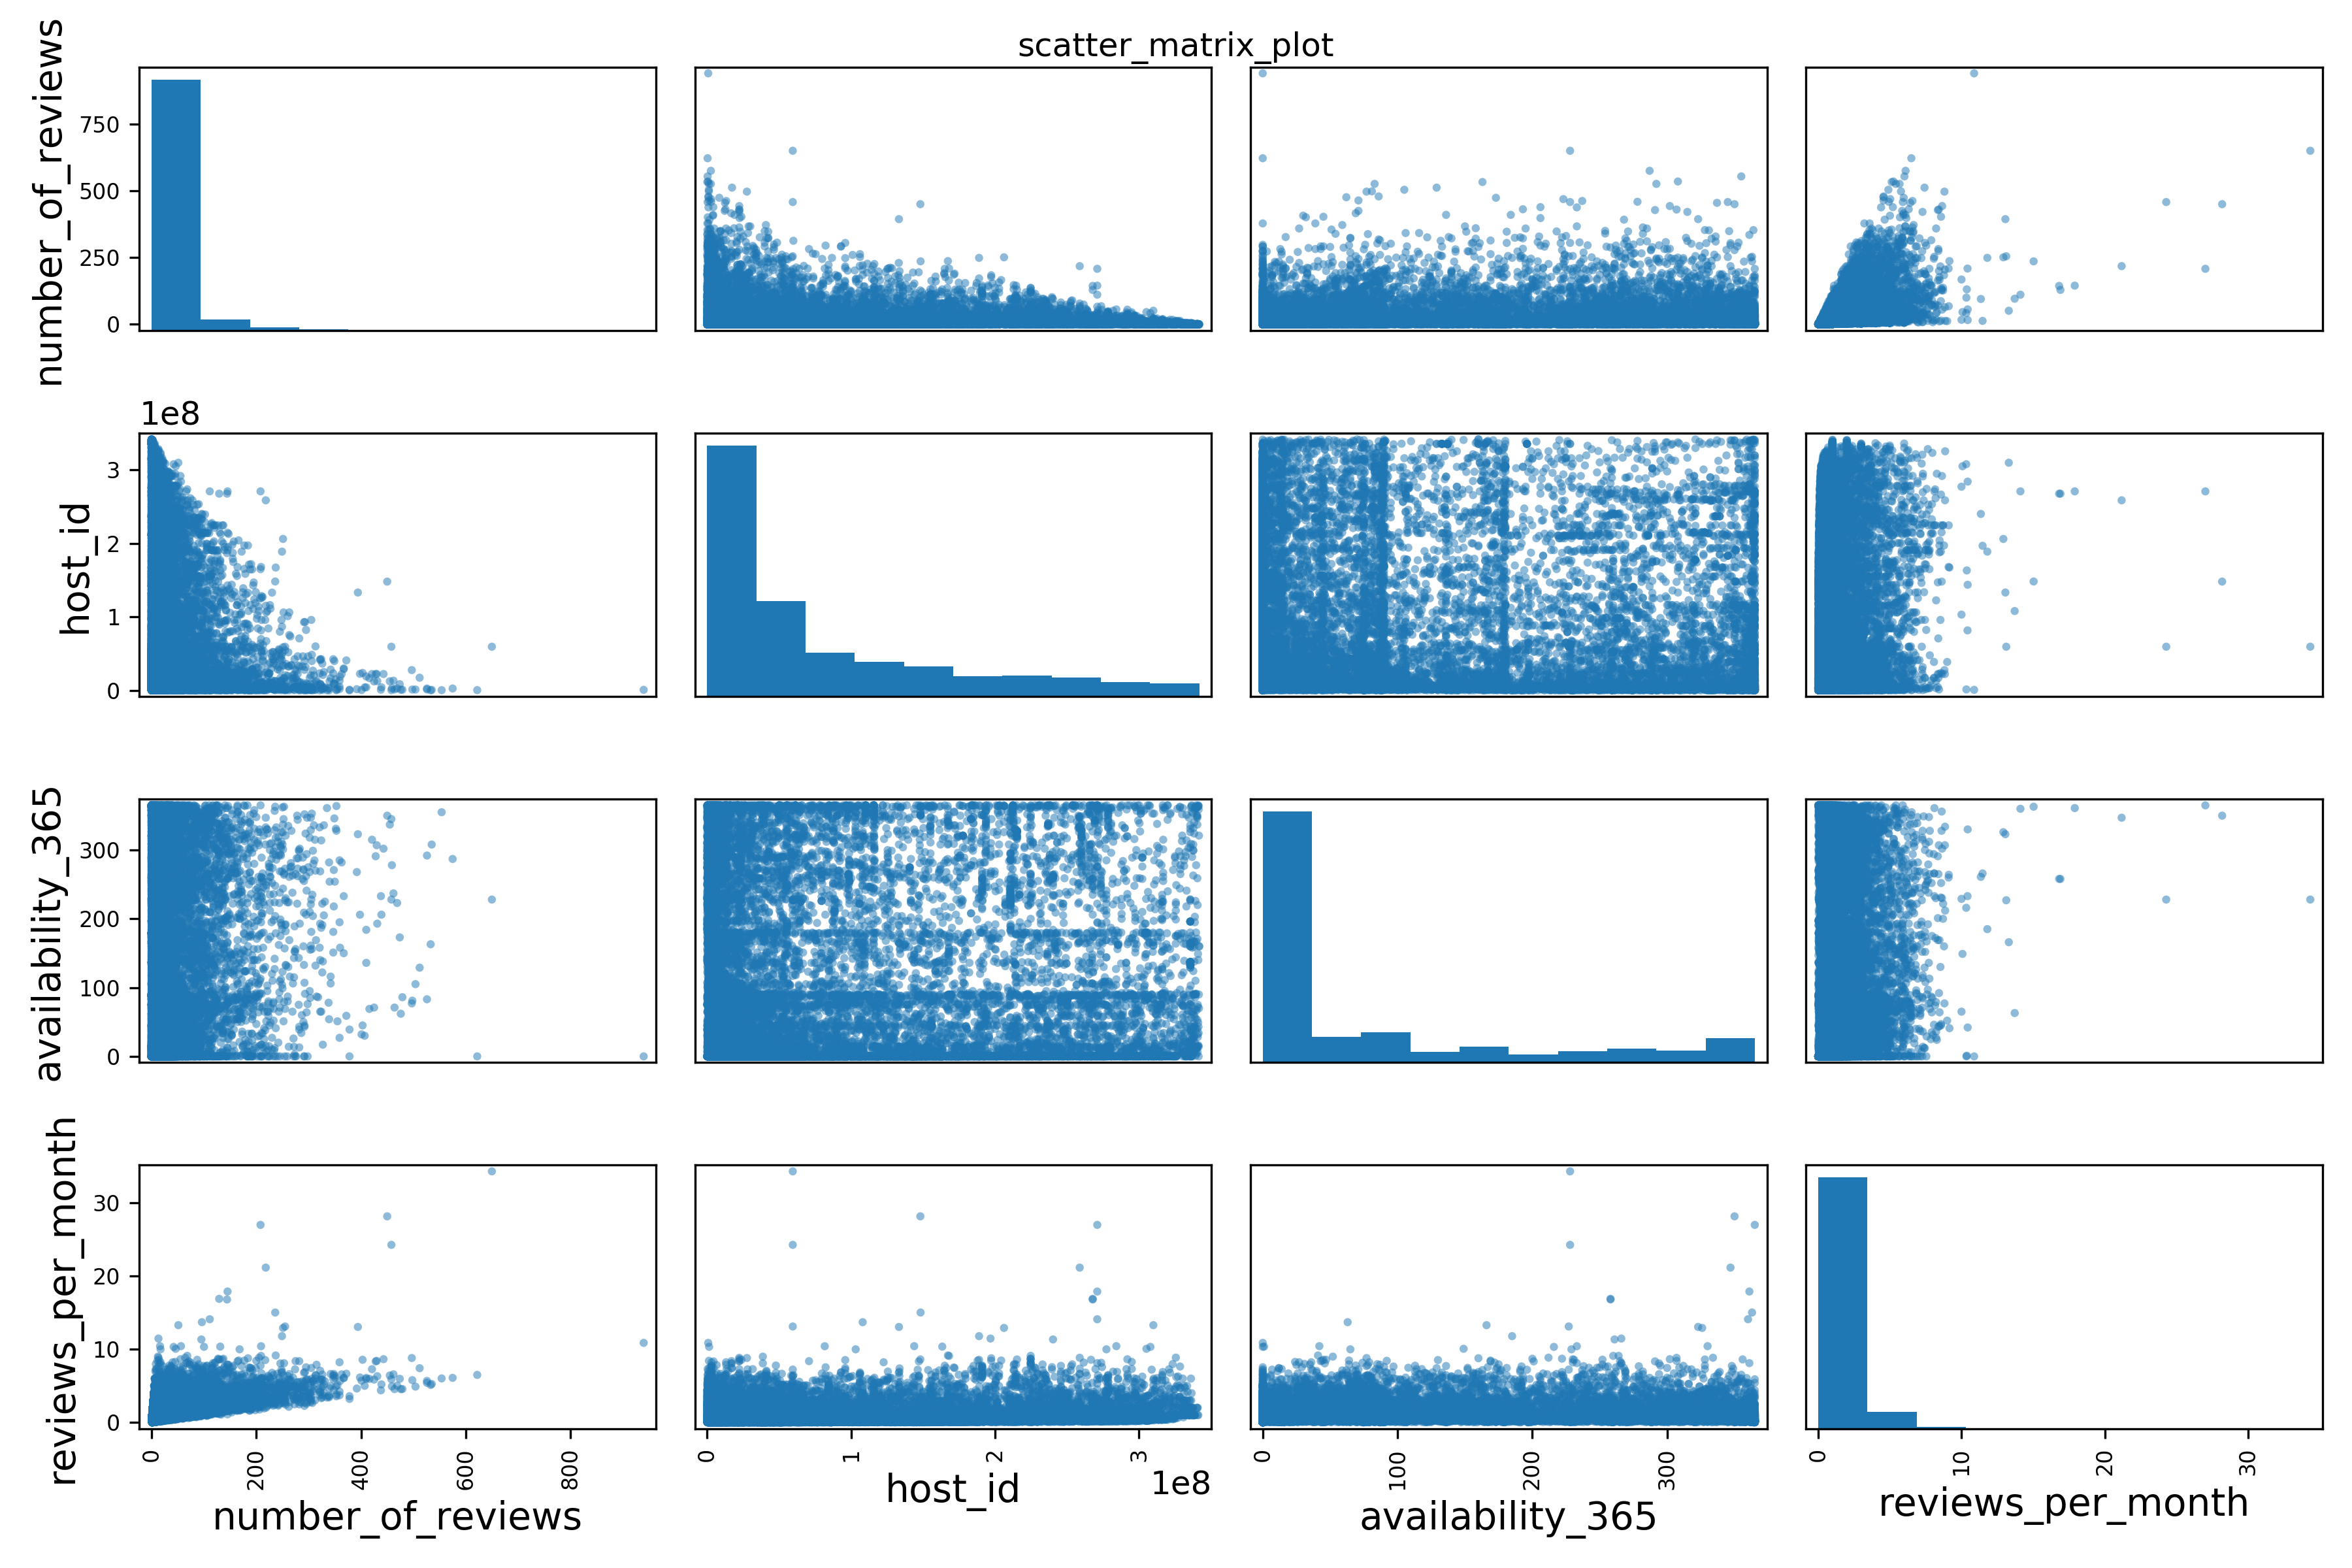 scatter_matrix_plot
number_of_reviews
750
500
250
0
1e8
host_id
3
2
1
0
availability_365
300
200
100
0
reviews_per_month
30
20
10
0
0 200 400 600 800
0 1 2 3
0 100 200 300
0 10 20 30
1e8
number_of_reviews
host_id
availability_365
reviews_per_month